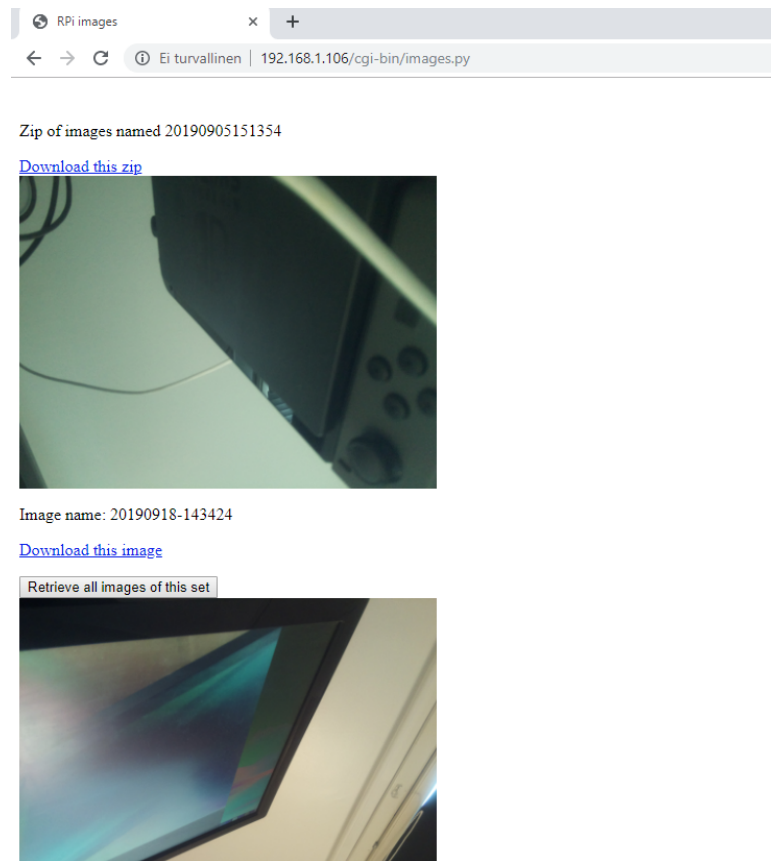 RPi images
Ei turvallinen | 192.168.1.106/cgi-bin/images.py
Zip of images named 20190905151354
Download this zip
Image name: 20190918-143424
Download this image
Retrieve all images of this set